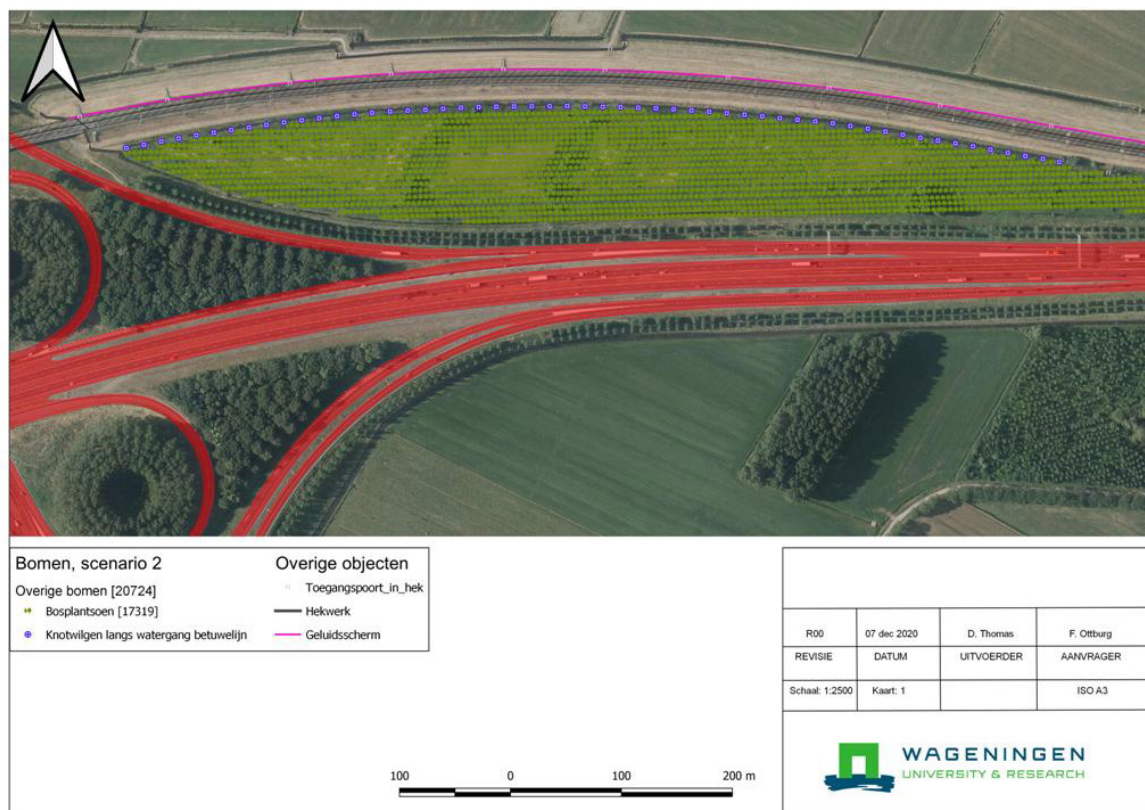 Bomen, scenario 2
Overige bomen [20724]
Bosplantsoen [17319]
Knotwilgen langs watergang betuwelijn
Overige objecten
Toegangspoort_in_hek
Hekwerk
Geluidsscherm
R00 07 dec 2020 D. Thomas F. Ottburg
REVISIE DATUM UITVOERDER AANVRAGER
Schaal: 1:2500 Kaart: 1 ISO A3
WAGENINGEN
UNIVERSITY & RESEARCH
100 0 100 200 m